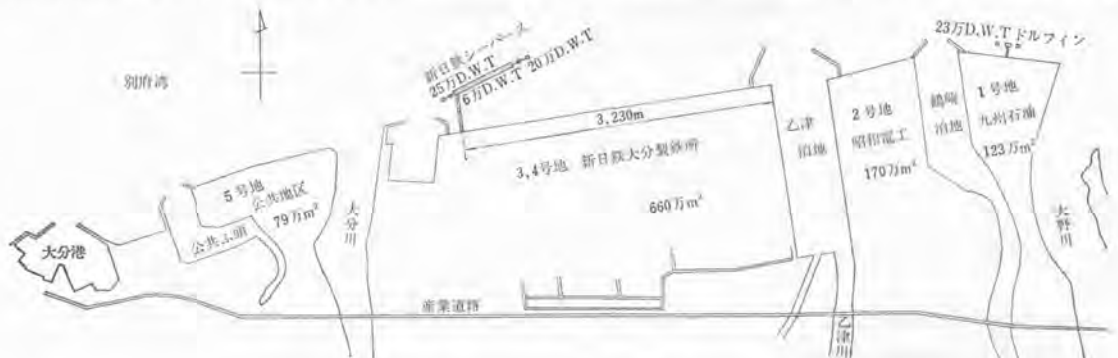 別府湾
新日鉄シーバース
25万D.W.T
6万D.W.T 20万D.W.T
23万D.W.Tドルフィン
3,230m
3,4号地 新日鉄大分製鉄所
660万m²
5号地
公共地区
79万m²
公共ふ頭
大分港
大分川
産業道路
乙津
泊地
乙津川
2号地
昭和電工
170万m²
鶴崎
泊地
1号地
九州石油
123万m²
大野川